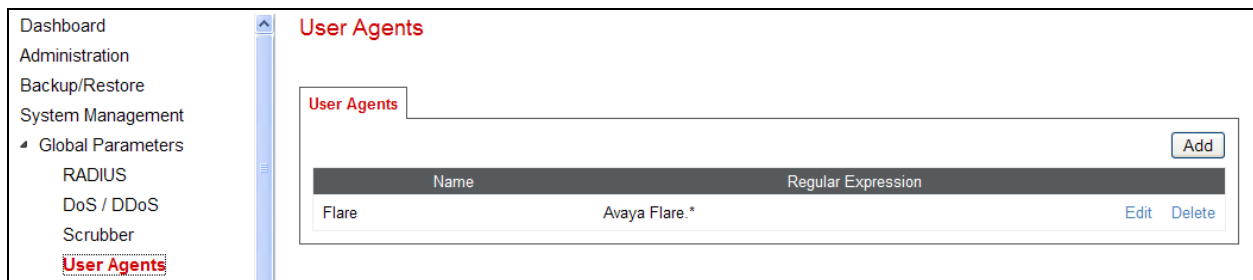 Dashboard
Administration
Backup/Restore
System Management
Global Parameters
RADIUS
DoS / DDoS
Scrubber
User Agents
User Agents
User Agents
Add
Name Regular Expression
Flare Avaya Flare.* Edit Delete